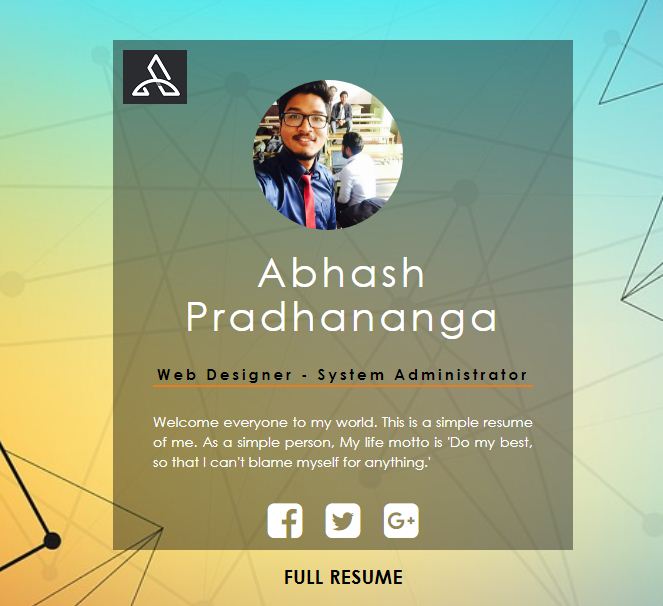 Abhash
Pradhananga
Web Designer - System Administrator
Welcome everyone to my world. This is a simple resume
of me. As a simple person, My life motto is 'Do my best,
so that I can't blame myself for anything.'
G+
FULL RESUME